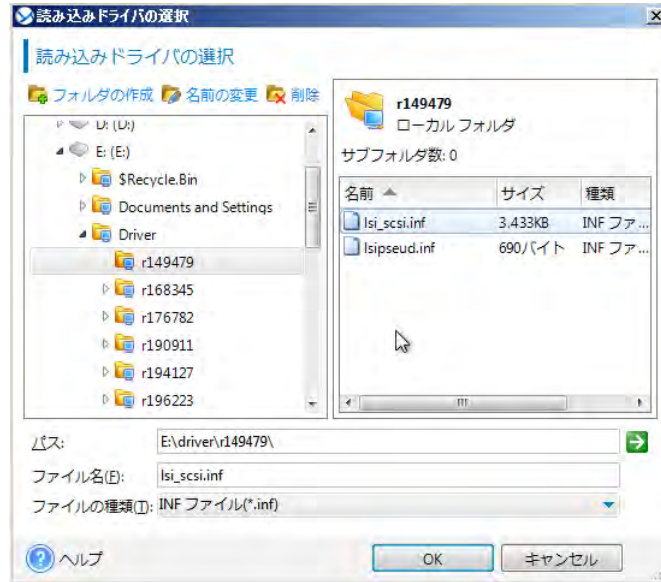 読み込みドライバの選択
読み込みドライバの選択
フォルダの作成 名前の変更 削除
D: (D:)
E: (E:)
$Recycle.Bin
Documents and Settings
Driver
r149479
r168345
r176782
r190911
r194127
r196223
r149479
ローカル フォルダ
サブフォルダ数: 0
名前 サイズ 種類
lsi_scsi.inf 3.433KB INF ファ...
lsipseud.inf 690バイト INF ファ...
パス: E:\driver\r149479\
ファイル名(F): lsi_scsi.inf
ファイルの種類(T): INF ファイル(*.inf)
ヘルプ OK キャンセル